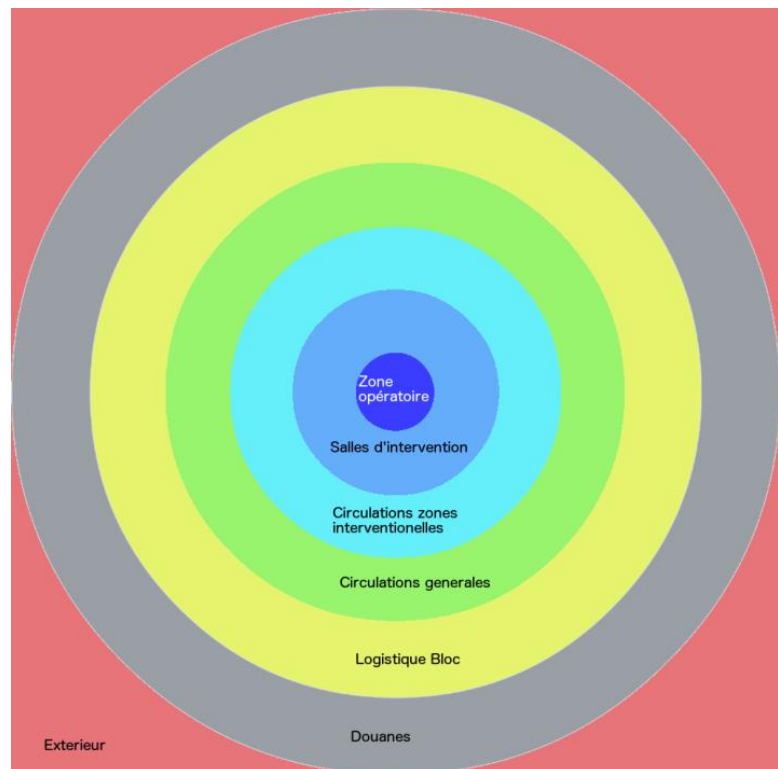 Zone
opératoire
Salles d'intervention
Circulations zones
interventionelles
Circulations generales
Logistique Bloc
Douanes
Exterieur